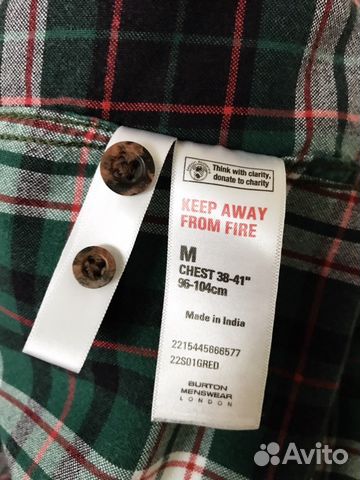 Think with clarity,
donate to charity
KEEP AWAY
FROM FIRE
M
CHEST 38-41"
96-104cm
Made in India
2215445666577
22S01GRED
BURTON
MENSWEAR
LONDON
Avito